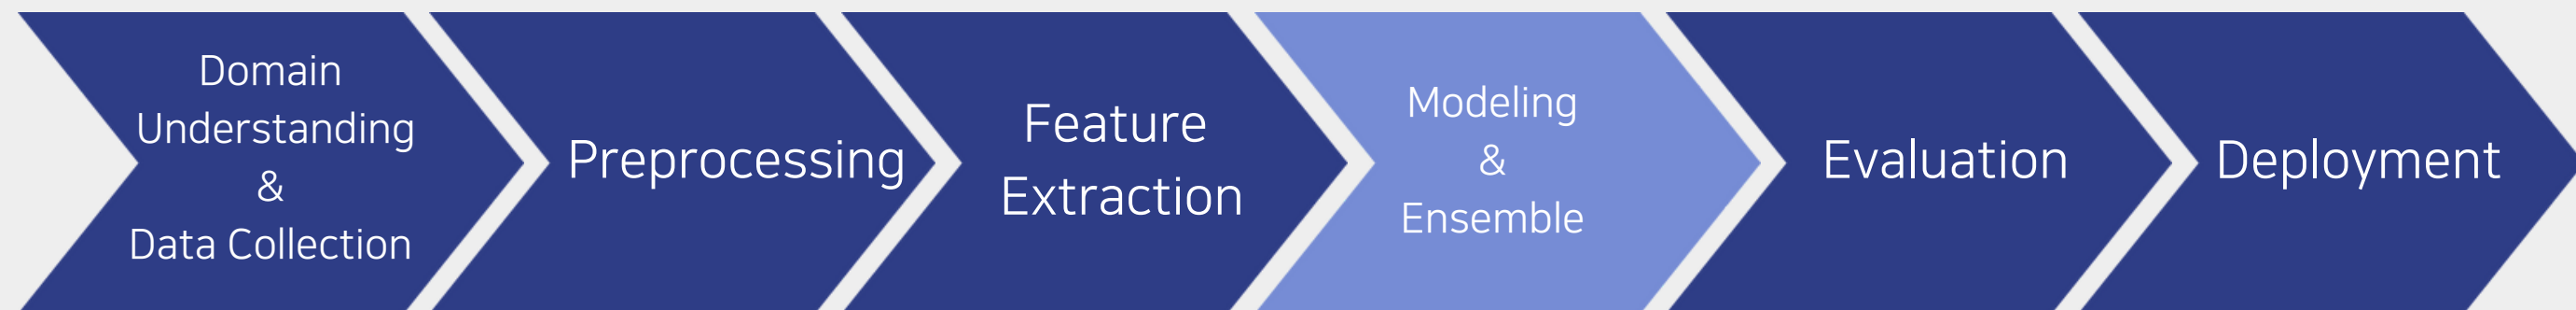 Domain
Understanding
&
Data Collection
Preprocessing
Feature
Extraction
Modeling
&
Ensemble
Evaluation
Deployment